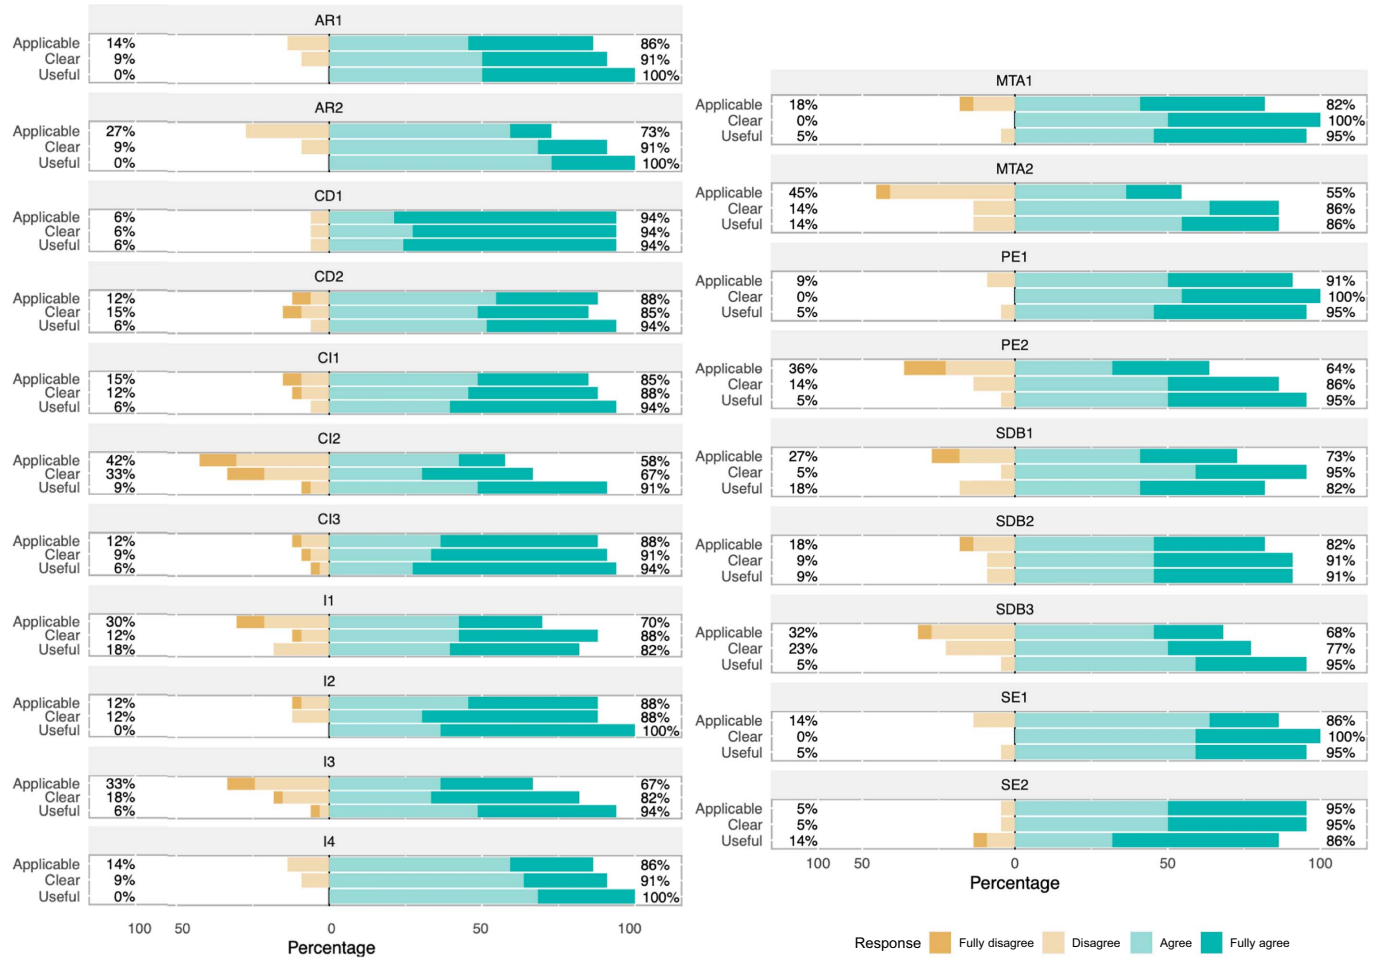 AR1
Applicable 14% 86%
Clear 9% 91%
Useful 0% 100%
AR2
Applicable 27% 73%
Clear 9% 91%
Useful 0% 100%
CD1
Applicable 6% 94%
Clear 6% 94%
Useful 6% 94%
CD2
Applicable 12% 88%
Clear 15% 85%
Useful 6% 94%
CI1
Applicable 15% 85%
Clear 12% 88%
Useful 6% 94%
CI2
Applicable 42% 58%
Clear 33% 67%
Useful 9% 91%
CI3
Applicable 12% 88%
Clear 9% 91%
Useful 6% 94%
I1
Applicable 30% 70%
Clear 12% 88%
Useful 18% 82%
I2
Applicable 12% 88%
Clear 12% 88%
Useful 0% 100%
I3
Applicable 33% 67%
Clear 18% 82%
Useful 6% 94%
I4
Applicable 14% 86%
Clear 9% 91%
Useful 0% 100%
100 50 0 50 100
Percentage
MTA1
Applicable 18% 82%
Clear 0% 100%
Useful 5% 95%
MTA2
Applicable 45% 55%
Clear 14% 86%
Useful 14% 86%
PE1
Applicable 9% 91%
Clear 0% 100%
Useful 5% 95%
PE2
Applicable 36% 64%
Clear 14% 86%
Useful 5% 95%
SDB1
Applicable 27% 73%
Clear 5% 95%
Useful 18% 82%
SDB2
Applicable 18% 82%
Clear 9% 91%
Useful 9% 91%
SDB3
Applicable 32% 68%
Clear 23% 77%
Useful 5% 95%
SE1
Applicable 14% 86%
Clear 0% 100%
Useful 5% 95%
SE2
Applicable 5% 95%
Clear 5% 95%
Useful 14% 86%
100 50 0 50 100
Percentage
Response Fully disagree Disagree Agree Fully agree